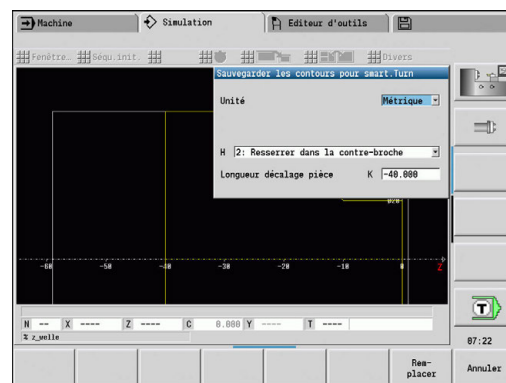 Machine Simulation Editeur d'outils
Fenêtre Séqu.init. Divers
Sauvegarder les contours pour smart.Turn
Unité Métrique
H 2: Resserrer dans la contre-broche
Longueur décalage pièce K -40.000
-60 -50 -40 -30 -20 -10 0 Z
N -- X ---- Z ---- C 0.000 Y ---- T ----
% z_welle
T
07:22
Rem-
placer Annuler